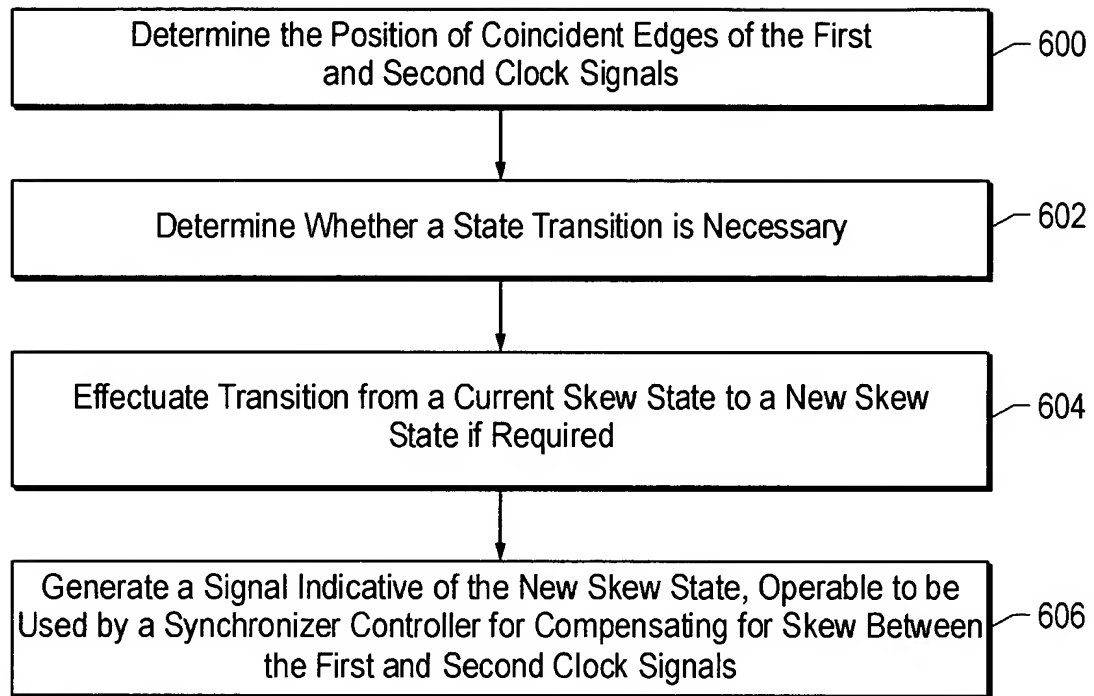 Determine the Position of Coincident Edges of the First
and Second Clock Signals
600
Determine Whether a State Transition is Necessary
602
Effectuate Transition from a Current Skew State to a New Skew
State if Required
604
Generate a Signal Indicative of the New Skew State, Operable to be
Used by a Synchronizer Controller for Compensating for Skew Between
the First and Second Clock Signals
606